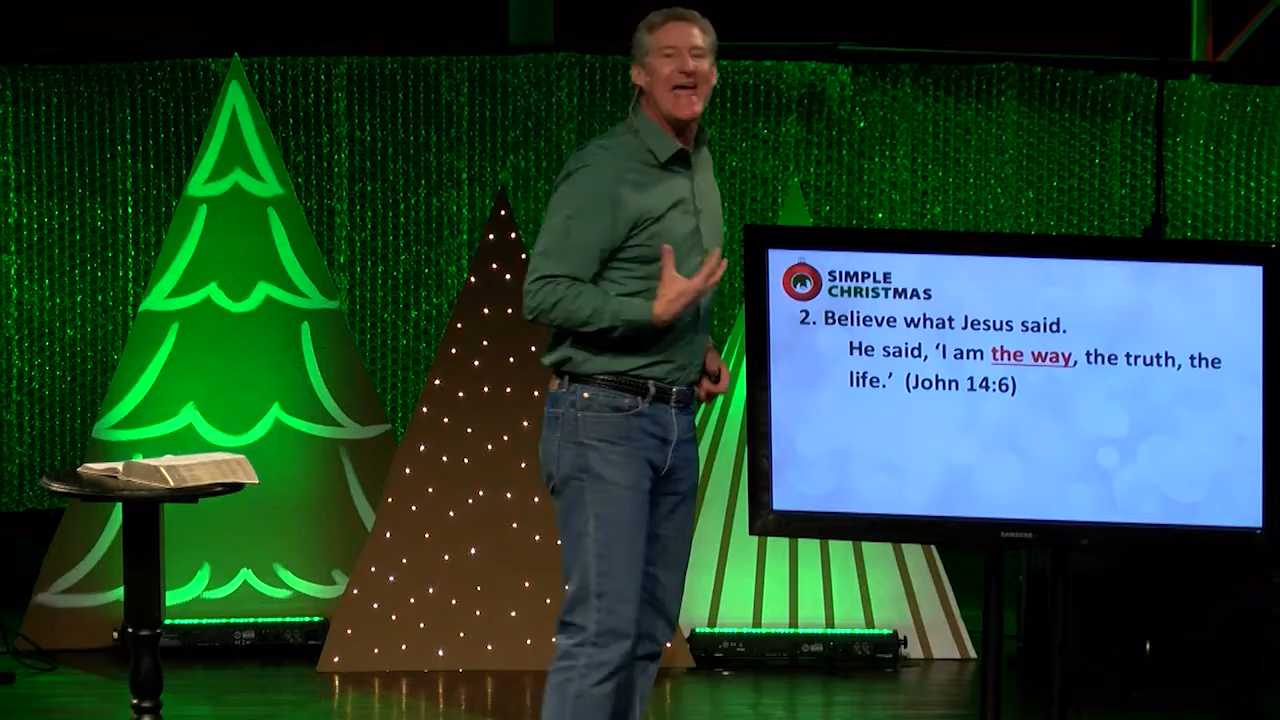 SIMPLE
CHRISTMAS
2. Believe what Jesus said.
He said, ‘I am the way, the truth, the
life.’ (John 14:6)
SAMSUNG